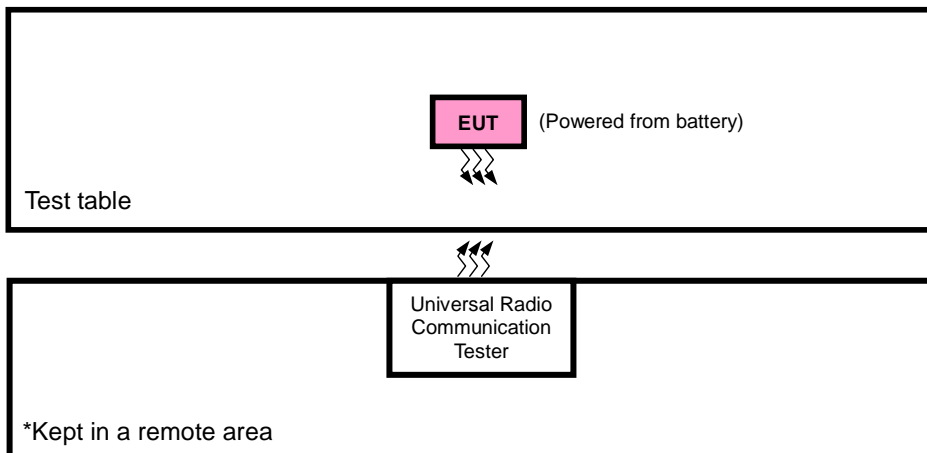 EUT
(Powered from battery)
Test table
Universal Radio
Communication
Tester
*Kept in a remote area